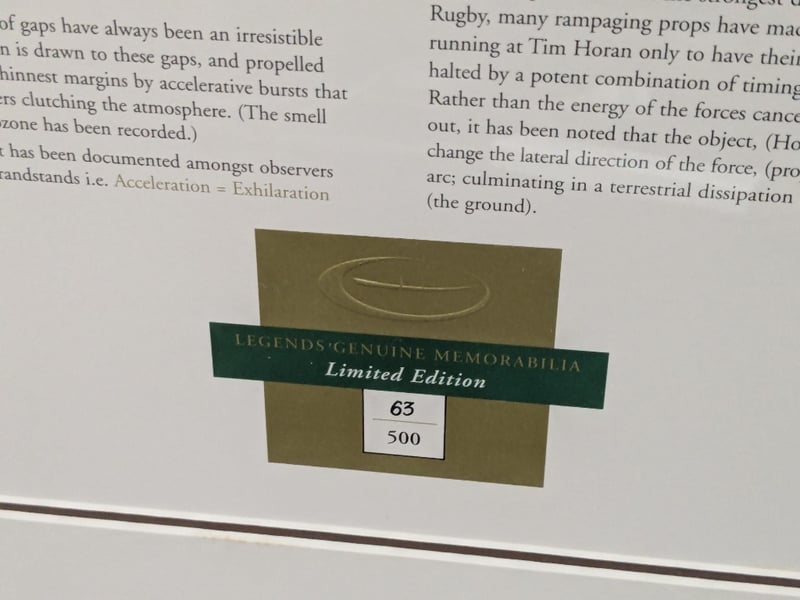 of gaps have always been an irresistible
is drawn to these gaps, and propelled
hinnest margins by accelerative bursts that
ers clutching the atmosphere. (The smell
ozone has been recorded.)
t has been documented amongst observers
randstands i.e. Acceleration = Exhilaration
Rugby, many rampaging props have mad
running at Tim Horan only to have their
halted by a potent combination of timing
Rather than the energy of the forces cance
out, it has been noted that the object, (Ho
change the lateral direction of the force, (pro
arc; culminating in a terrestrial dissipation
(the ground).
LEGENDS' GENUINE MEMORABILIA
Limited Edition
63
500